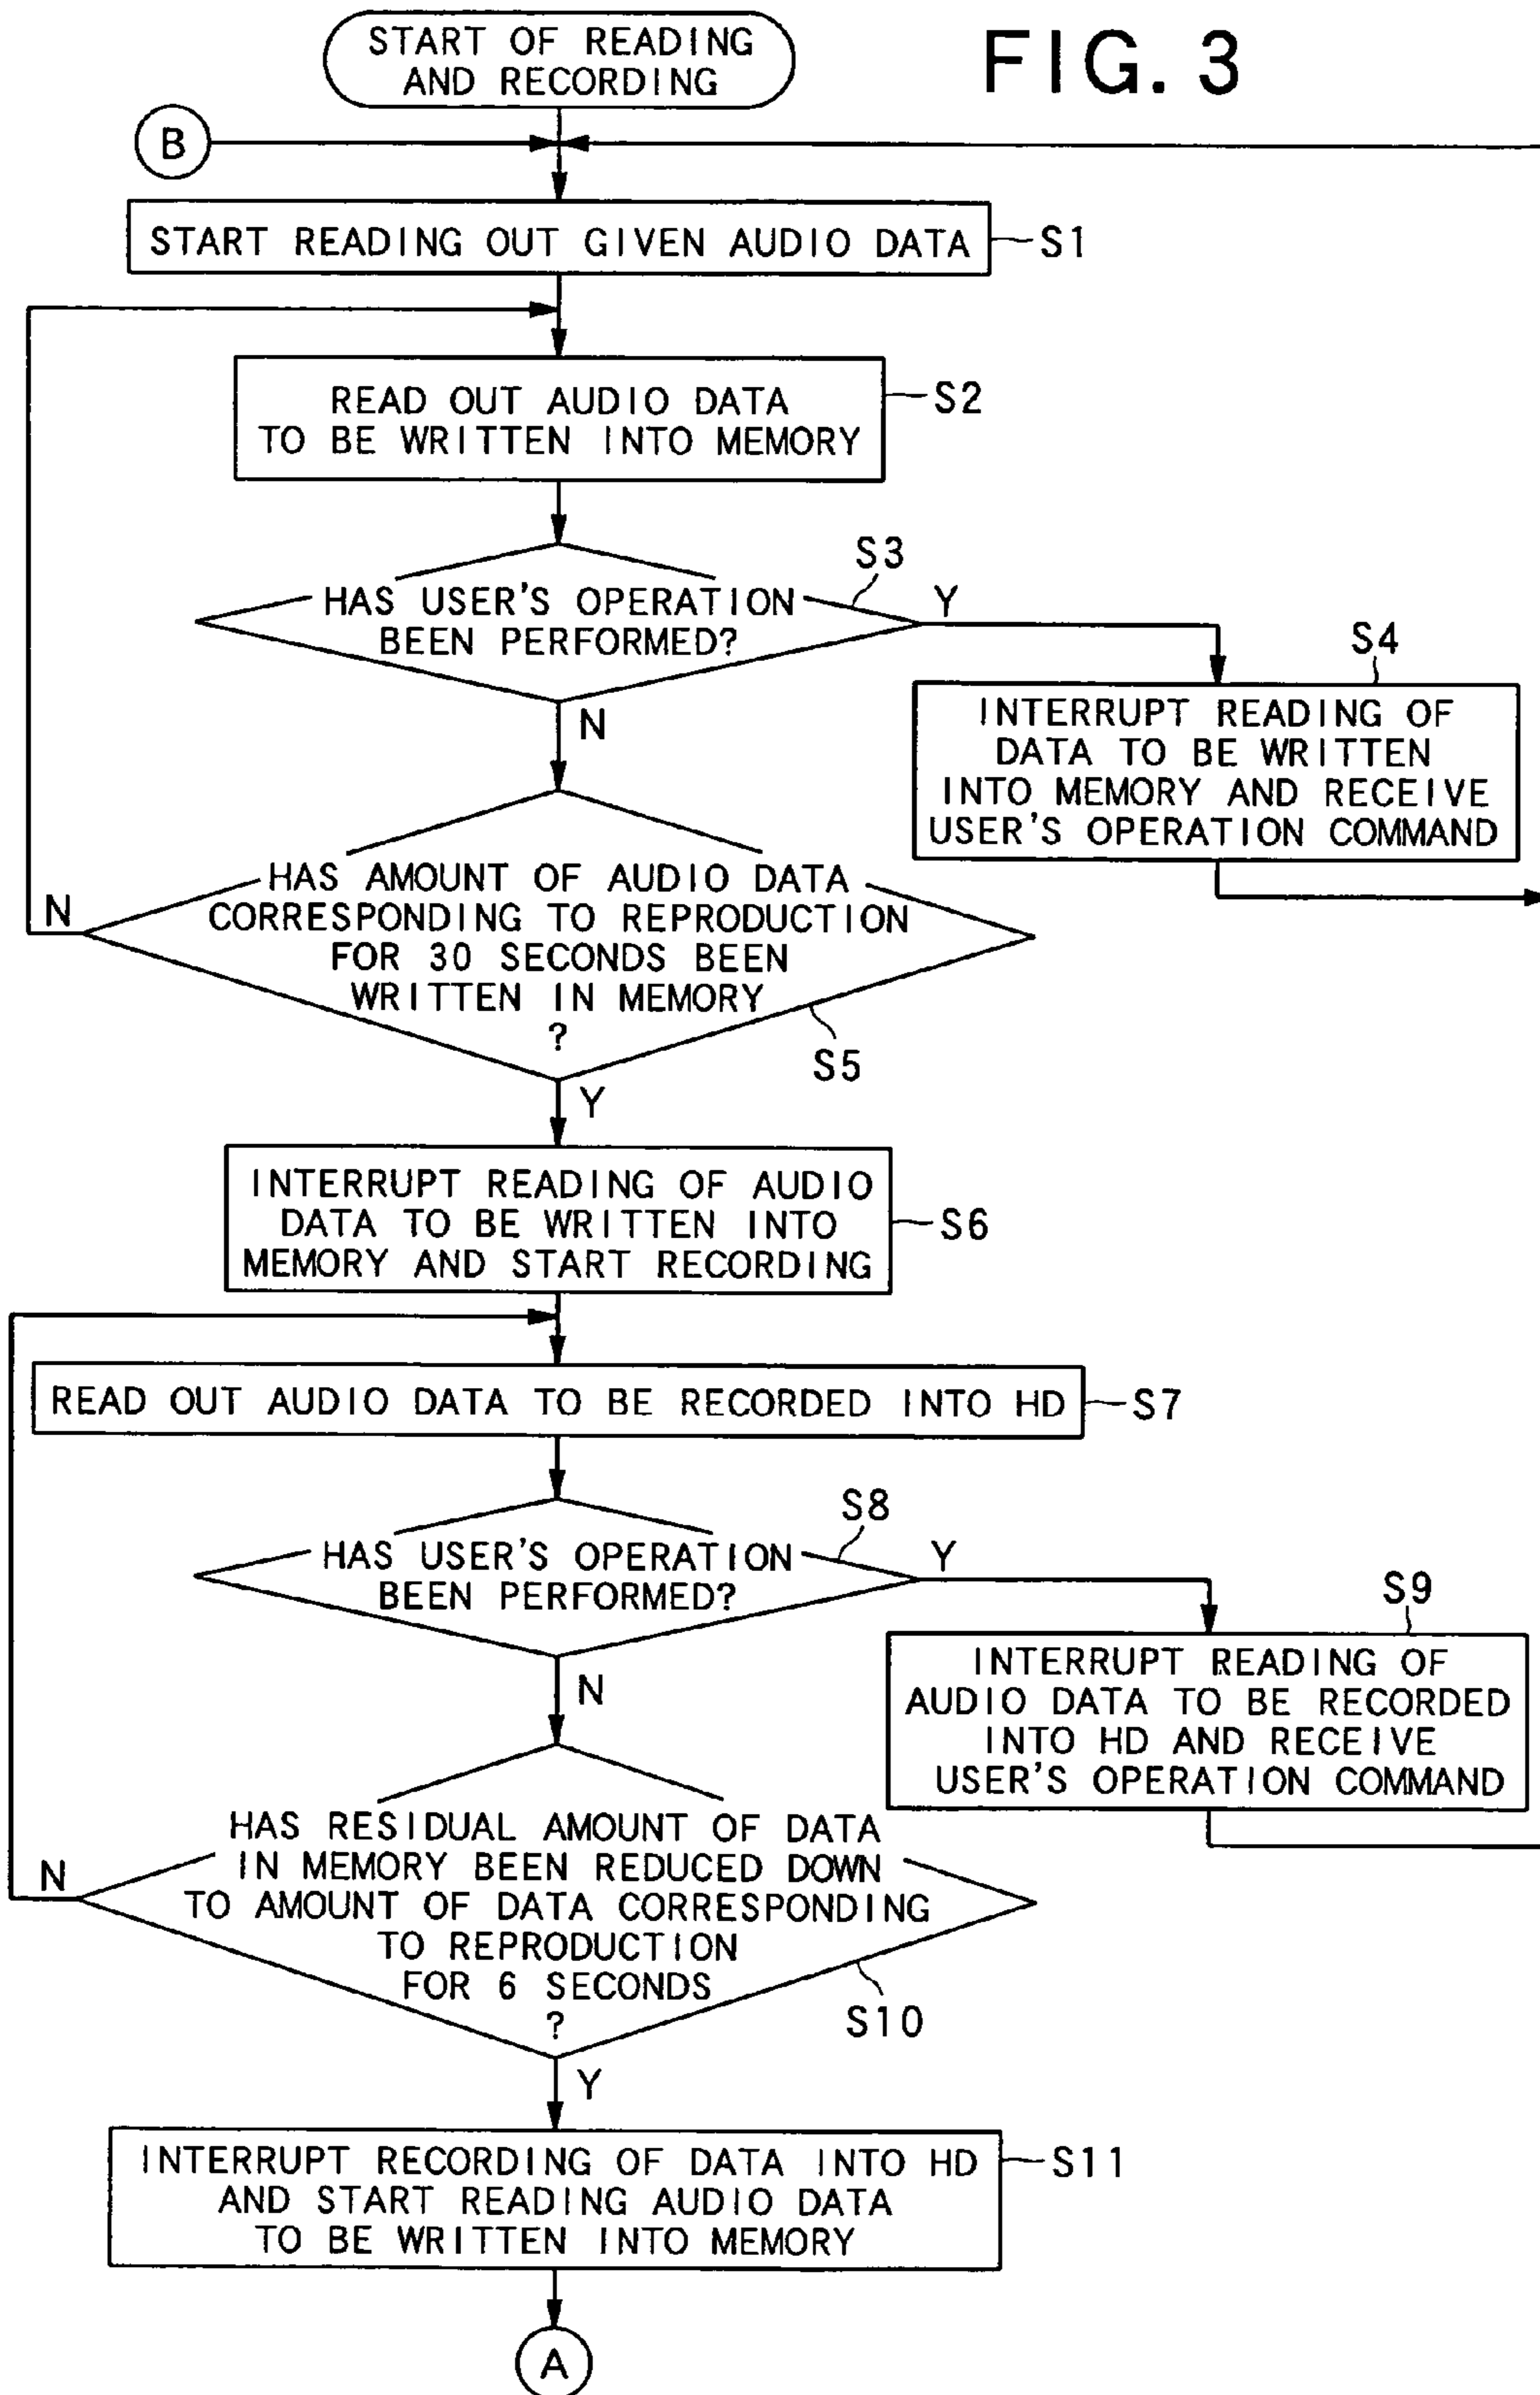 START OF READING
AND RECORDING
FIG. 3
B
START READING OUT GIVEN AUDIO DATA
S1
READ OUT AUDIO DATA
TO BE WRITTEN INTO MEMORY
S2
S3
HAS USER'S OPERATION
BEEN PERFORMED?
Y
N
S4
INTERRUPT READING OF
DATA TO BE WRITTEN
INTO MEMORY AND RECEIVE
USER'S OPERATION COMMAND
HAS AMOUNT OF AUDIO DATA
CORRESPONDING TO REPRODUCTION
FOR 30 SECONDS BEEN
WRITTEN IN MEMORY
?
N
S5
Y
INTERRUPT READING OF AUDIO
DATA TO BE WRITTEN INTO
MEMORY AND START RECORDING
S6
READ OUT AUDIO DATA TO BE RECORDED INTO HD
S7
S8
HAS USER'S OPERATION
BEEN PERFORMED?
Y
N
S9
INTERRUPT READING OF
AUDIO DATA TO BE RECORDED
INTO HD AND RECEIVE
USER'S OPERATION COMMAND
HAS RESIDUAL AMOUNT OF DATA
IN MEMORY BEEN REDUCED DOWN
TO AMOUNT OF DATA CORRESPONDING
TO REPRODUCTION
FOR 6 SECONDS
?
N
S10
Y
INTERRUPT RECORDING OF DATA INTO HD
AND START READING AUDIO DATA
TO BE WRITTEN INTO MEMORY
S11
A